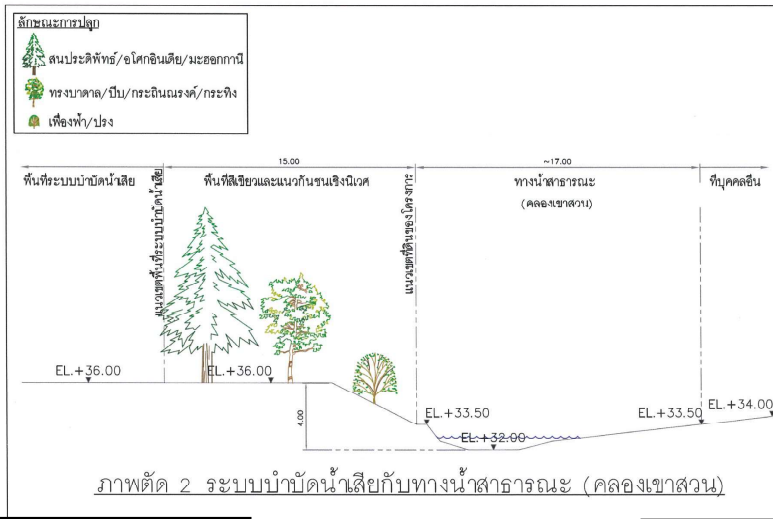 ลักษณะการปลูก
สนประดิพัทธ์/อโศกอินเดีย/มะฮอกกานี
ทรงบาดาล/ปีบ/กระถินณรงค์/กระทิง
เฟื่องฟ้า/ปรง
15.00
~17.00
พื้นที่ระบบบำบัดน้ำเสีย
แนวเขตพื้นที่ระบบบำบัดน้ำเสีย
พื้นที่สีเขียวและแนวกันชนเชิงนิเวศ
แนวเขตที่ดินของโครงการ
ทางน้ำสาธารณะ
(คลองเขาสวน)
ที่บุคคลอื่น
EL.+36.00
EL.+36.00
4.00
EL.+33.50
EL.+32.00
EL.+33.50
EL.+34.00
ภาพตัด 2 ระบบบำบัดน้ำเสียกับทางน้ำสาธารณะ (คลองเขาสวน)